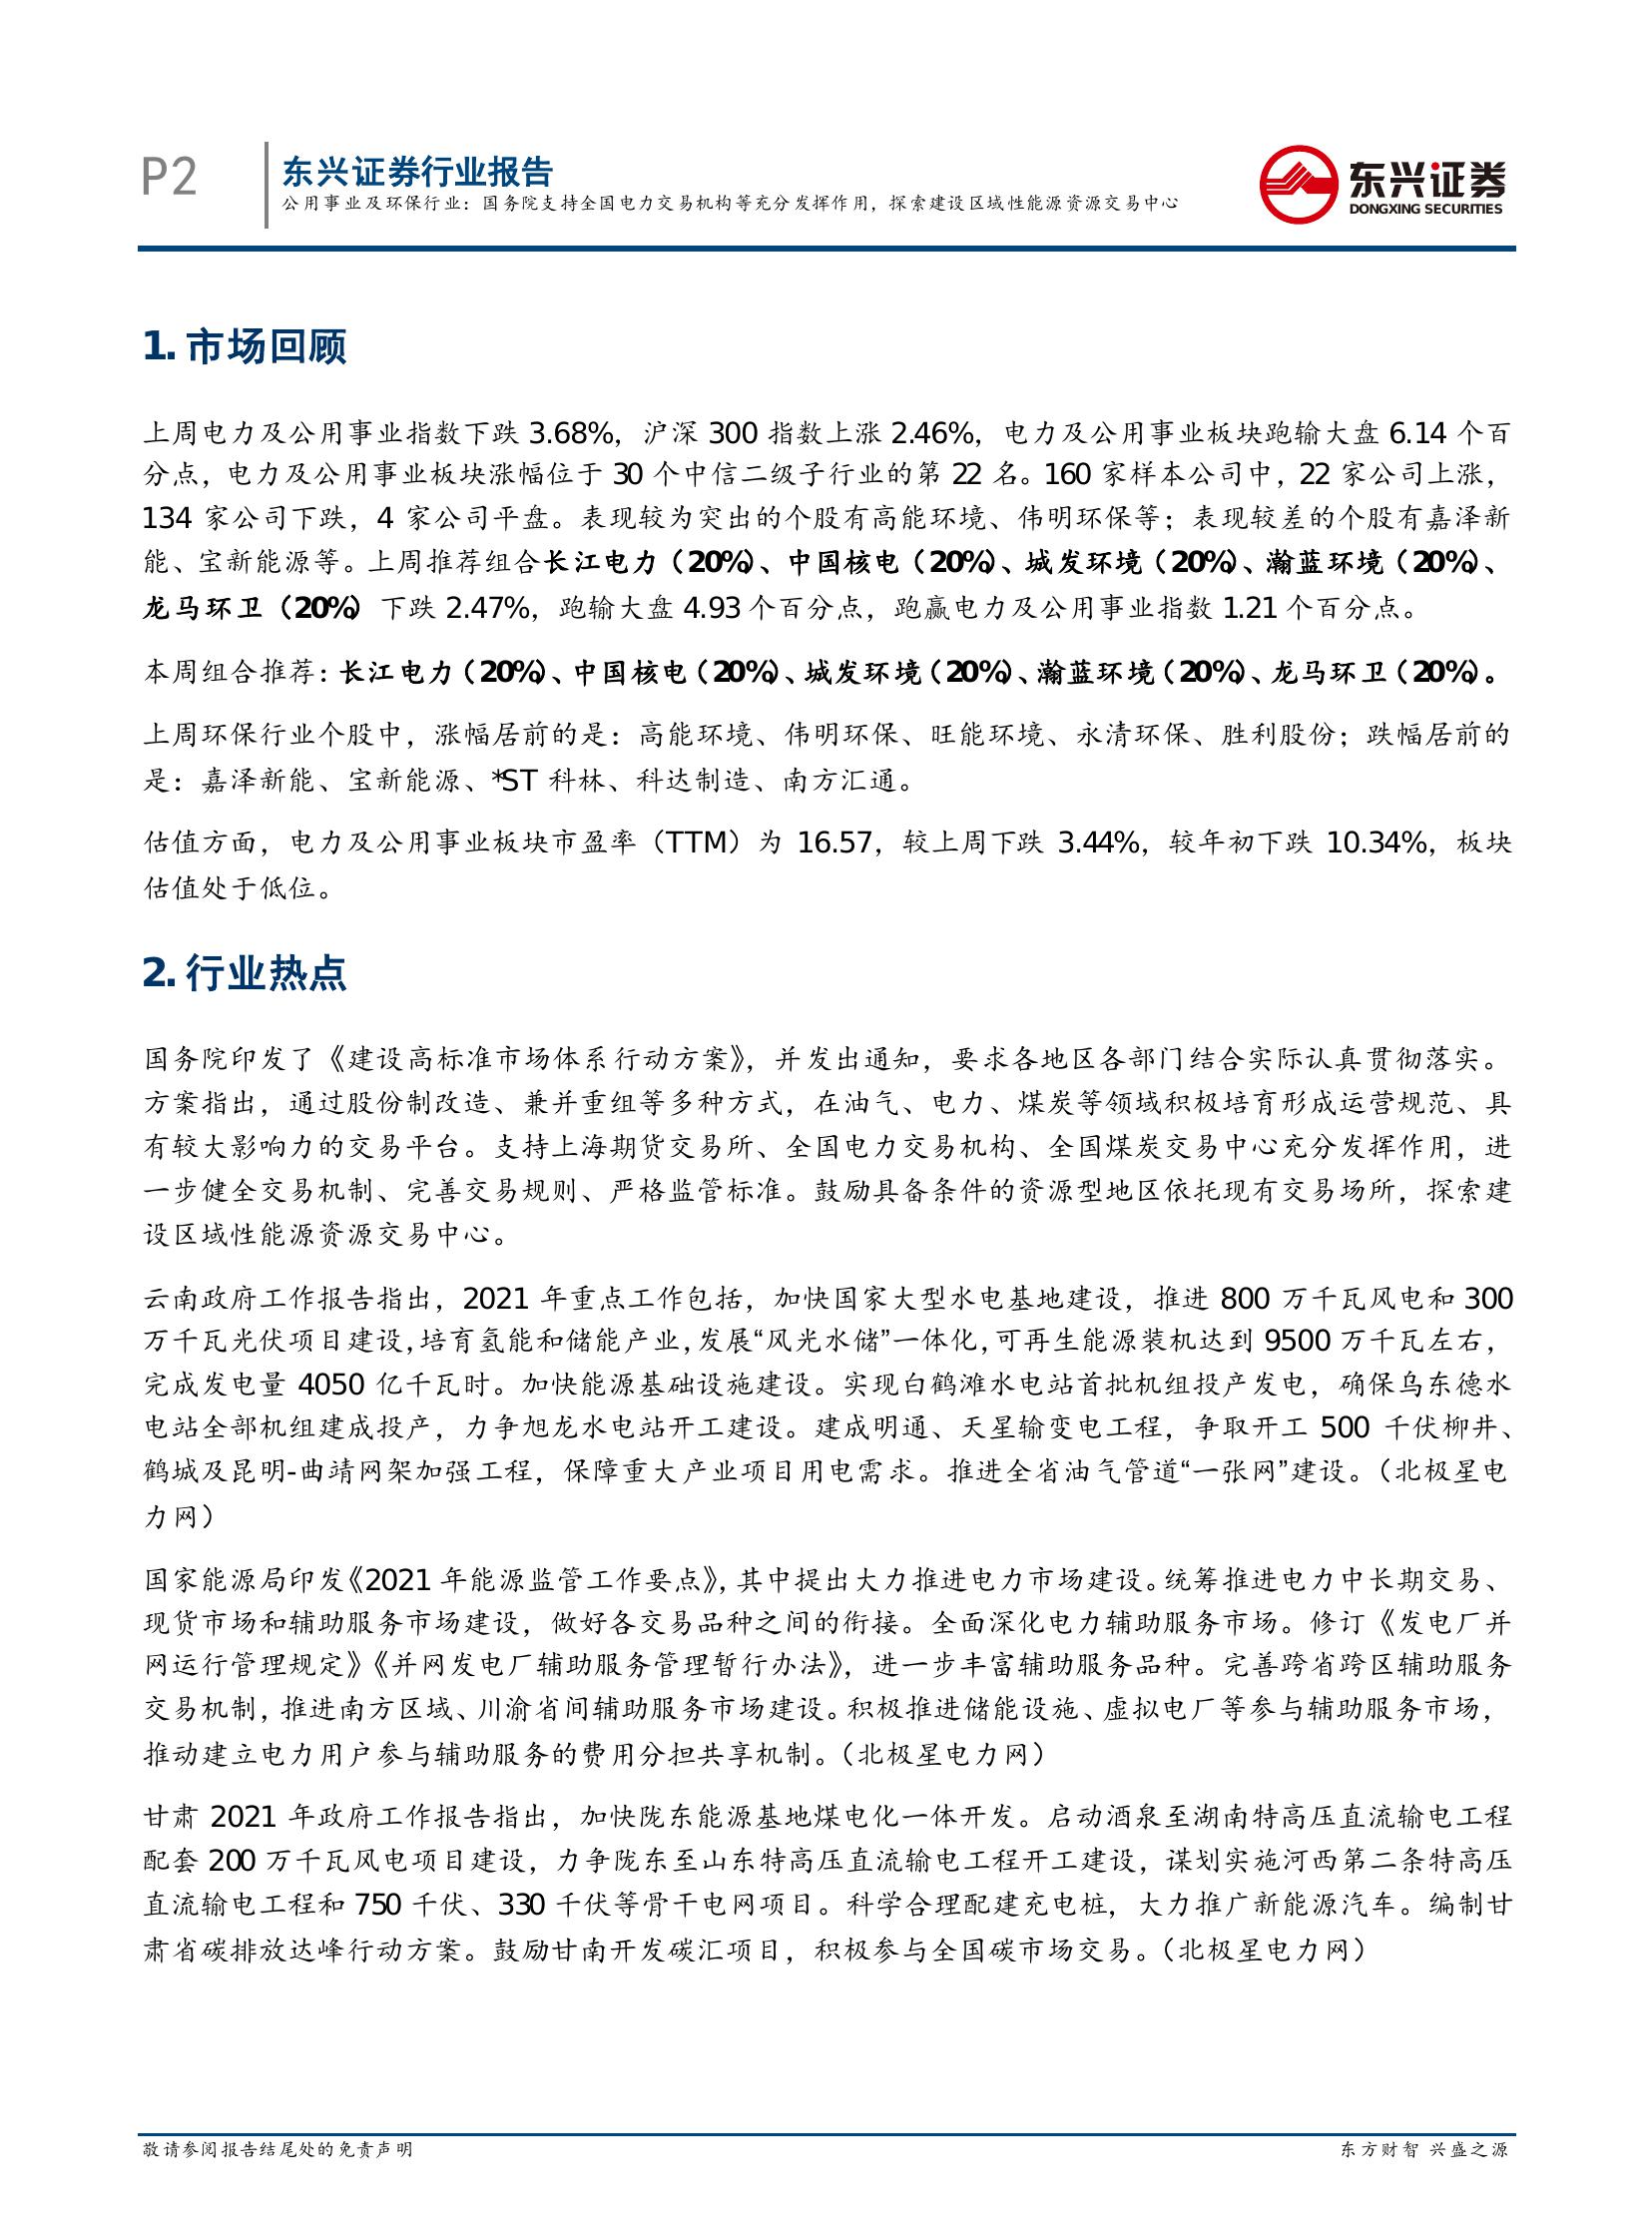 P2
东兴证券行业报告
公用事业及环保行业：国务院支持全国电力交易机构等充分发挥作用，探索建设区域性能源资源交易中心
东兴证券
DONGXING SECURITIES
1. 市场回顾
上周电力及公用事业指数下跌 3.68%，沪深 300 指数上涨 2.46%，电力及公用事业板块跑输大盘 6.14 个百
分点，电力及公用事业板块涨幅位于 30 个中信二级子行业的第 22 名。160 家样本公司中，22 家公司上涨，
134 家公司下跌，4 家公司平盘。表现较为突出的个股有高能环境、伟明环保等；表现较差的个股有嘉泽新
能、宝新能源等。上周推荐组合长江电力（20%）、中国核电（20%）、城发环境（20%）、瀚蓝环境（20%）、
龙马环卫（20%）下跌 2.47%，跑输大盘 4.93 个百分点，跑赢电力及公用事业指数 1.21 个百分点。
本周组合推荐：长江电力（20%）、中国核电（20%）、城发环境（20%）、瀚蓝环境（20%）、龙马环卫（20%）。
上周环保行业个股中，涨幅居前的是：高能环境、伟明环保、旺能环境、永清环保、胜利股份；跌幅居前的
是：嘉泽新能、宝新能源、*ST 科林、科达制造、南方汇通。
估值方面，电力及公用事业板块市盈率（TTM）为 16.57，较上周下跌 3.44%，较年初下跌 10.34%，板块
估值处于低位。
2. 行业热点
国务院印发了《建设高标准市场体系行动方案》，并发出通知，要求各地区各部门结合实际认真贯彻落实。
方案指出，通过股份制改造、兼并重组等多种方式，在油气、电力、煤炭等领域积极培育形成运营规范、具
有较大影响力的交易平台。支持上海期货交易所、全国电力交易机构、全国煤炭交易中心充分发挥作用，进
一步健全交易机制、完善交易规则、严格监管标准。鼓励具备条件的资源型地区依托现有交易场所，探索建
设区域性能源资源交易中心。
云南政府工作报告指出，2021 年重点工作包括，加快国家大型水电基地建设，推进 800 万千瓦风电和 300
万千瓦光伏项目建设，培育氢能和储能产业，发展“风光水储”一体化，可再生能源装机达到 9500 万千瓦左右，
完成发电量 4050 亿千瓦时。加快能源基础设施建设。实现白鹤滩水电站首批机组投产发电，确保乌东德水
电站全部机组建成投产，力争旭龙水电站开工建设。建成明通、天星输变电工程，争取开工 500 千伏柳井、
鹤城及昆明-曲靖网架加强工程，保障重大产业项目用电需求。推进全省油气管道“一张网”建设。（北极星电
力网）
国家能源局印发《2021 年能源监管工作要点》，其中提出大力推进电力市场建设。统筹推进电力中长期交易、
现货市场和辅助服务市场建设，做好各交易品种之间的衔接。全面深化电力辅助服务市场。修订《发电厂并
网运行管理规定》《并网发电厂辅助服务管理暂行办法》，进一步丰富辅助服务品种。完善跨省跨区辅助服务
交易机制，推进南方区域、川渝省间辅助服务市场建设。积极推进储能设施、虚拟电厂等参与辅助服务市场，
推动建立电力用户参与辅助服务的费用分担共享机制。（北极星电力网）
甘肃 2021 年政府工作报告指出，加快陇东能源基地煤电化一体开发。启动酒泉至湖南特高压直流输电工程
配套 200 万千瓦风电项目建设，力争陇东至山东特高压直流输电工程开工建设，谋划实施河西第二条特高压
直流输电工程和 750 千伏、330 千伏等骨干电网项目。科学合理配建充电桩，大力推广新能源汽车。编制甘
肃省碳排放达峰行动方案。鼓励甘南开发碳汇项目，积极参与全国碳市场交易。（北极星电力网）
敬请参阅报告结尾处的免责声明
东方财智 兴盛之源